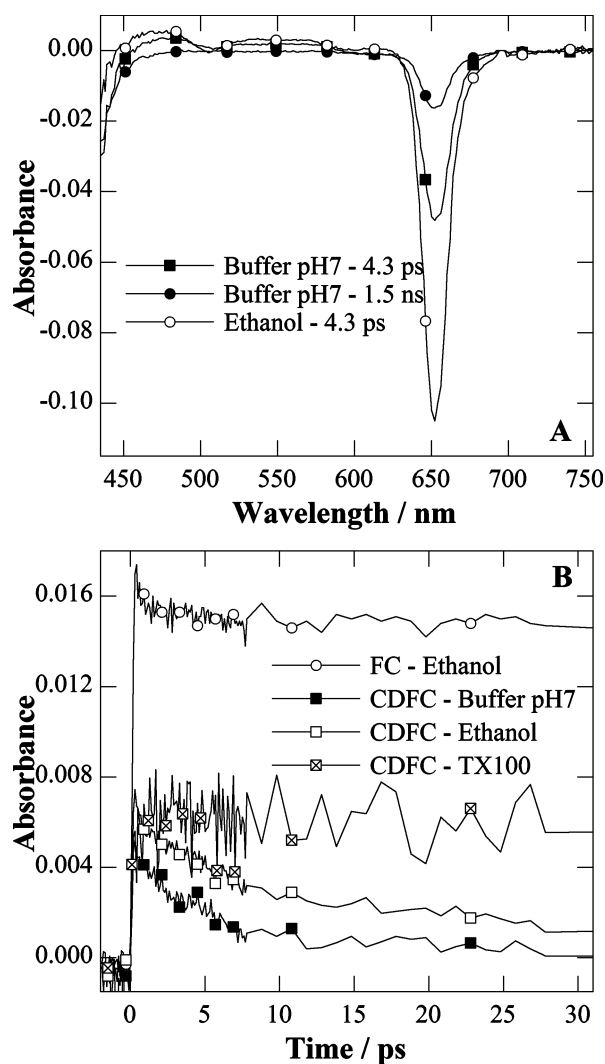 0.00
-0.02
-0.04
-0.06
-0.08
-0.10
Absorbance
Buffer pH7 - 4.3 ps
Buffer pH7 - 1.5 ns
Ethanol - 4.3 ps
A
450 500 550 600 650 700 750
Wavelength / nm
B
0.016
0.012
0.008
0.004
0.000
Absorbance
FC - Ethanol
CDFC - Buffer pH7
CDFC - Ethanol
CDFC - TX100
0 5 10 15 20 25 30
Time / ps